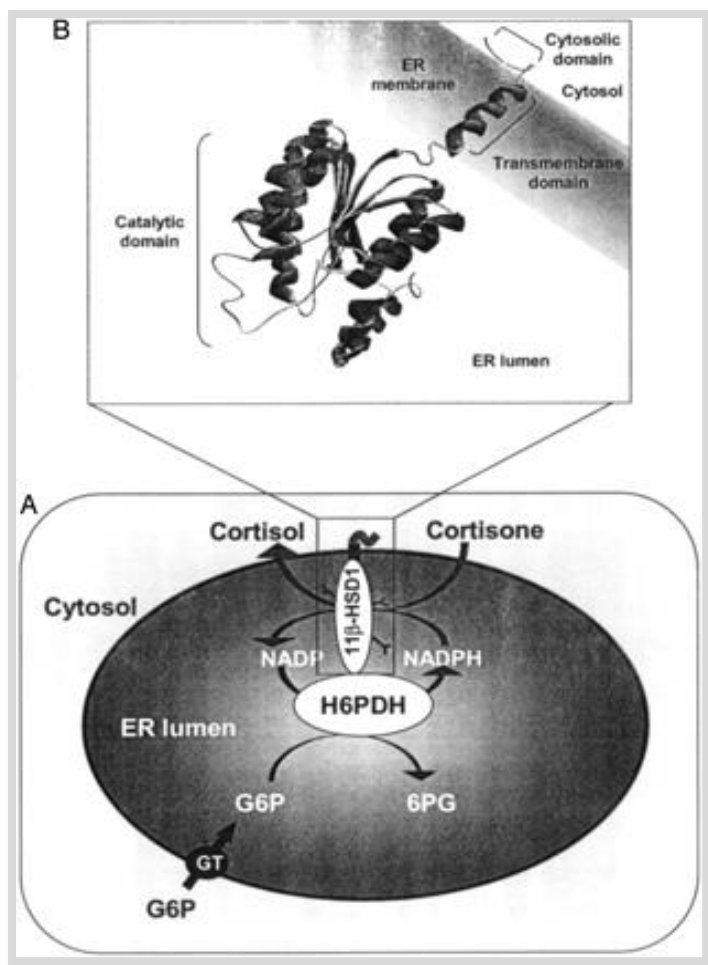 B
Cytosolic
domain
ER
membrane
Cytosol
Transmembrane
domain
Catalytic
domain
ER lumen
A
Cortisol
Cortisone
Cytosol
11β-HSD1
NADP
NADPH
H6PDH
ER lumen
G6P
6PG
GT
G6P